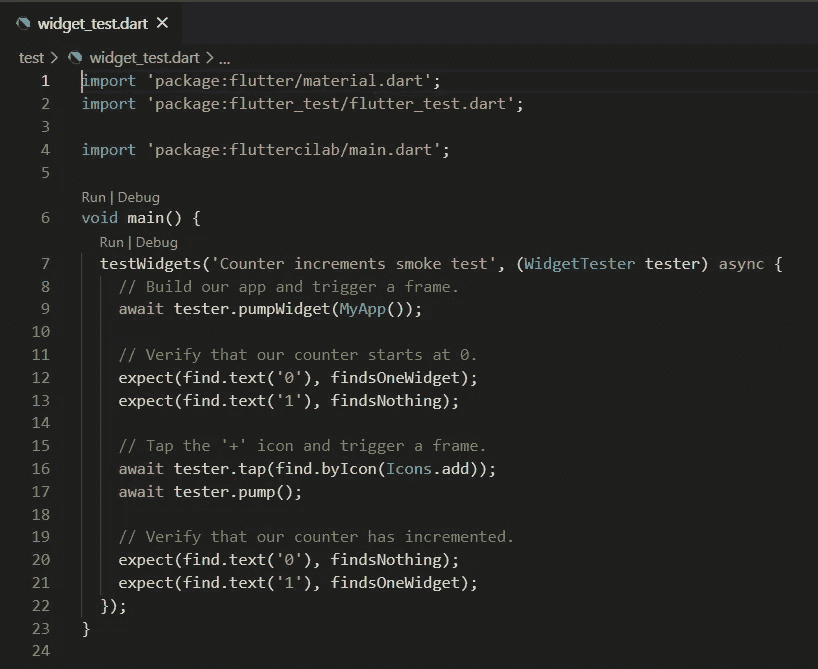 widget_test.dart ×
test > widget_test.dart > ...
1 import 'package:flutter/material.dart';
2 import 'package:flutter_test/flutter_test.dart';
3
4 import 'package:fluttercilab/main.dart';
5
Run | Debug
6 void main() {
Run | Debug
7 testWidgets('Counter increments smoke test', (WidgetTester tester) async {
8 // Build our app and trigger a frame.
9 await tester.pumpWidget(MyApp());
10
11 // Verify that our counter starts at 0.
12 expect(find.text('0'), findsOneWidget);
13 expect(find.text('1'), findsNothing);
14
15 // Tap the '+' icon and trigger a frame.
16 await tester.tap(find.byIcon(Icons.add));
17 await tester.pump();
18
19 // Verify that our counter has incremented.
20 expect(find.text('0'), findsNothing);
21 expect(find.text('1'), findsOneWidget);
22 });
23 }
24